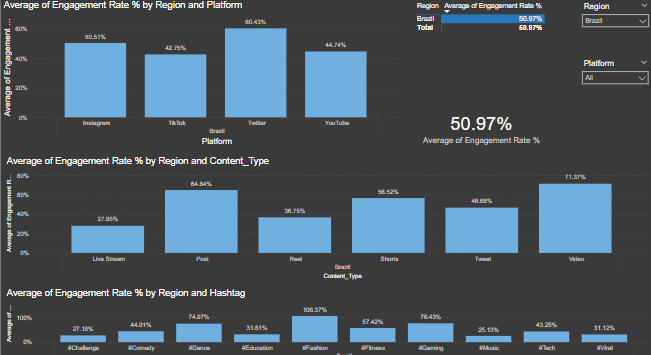 Average of Engagement Rate % by Region and Platform
Average of Engagement ...
60%
40%
20%
0%
50.51%
42.75%
60.43%
44.74%
Instagram
TikTok
Twitter
YouTube
Brazil
Platform
Region Average of Engagement Rate %
Brazil 50.97%
Total 50.97%
Region
Brazil
Platform
All
50.97%
Average of Engagement Rate %
Average of Engagement Rate % by Region and Content_Type
Average of Engagement R...
80%
60%
40%
20%
0%
27.95%
64.84%
36.75%
56.52%
46.68%
71.37%
Live Stream
Post
Reel
Shorts
Tweet
Video
Brazil
Content_Type
Average of Engagement Rate % by Region and Hashtag
Average of ...
100%
0%
27.18%
44.01%
74.97%
31.61%
106.37%
57.42%
76.43%
25.13%
43.25%
31.12%
#Challenge
#Comedy
#Dance
#Education
#Fashion
#Fitness
#Gaming
#Music
#Tech
#Viral